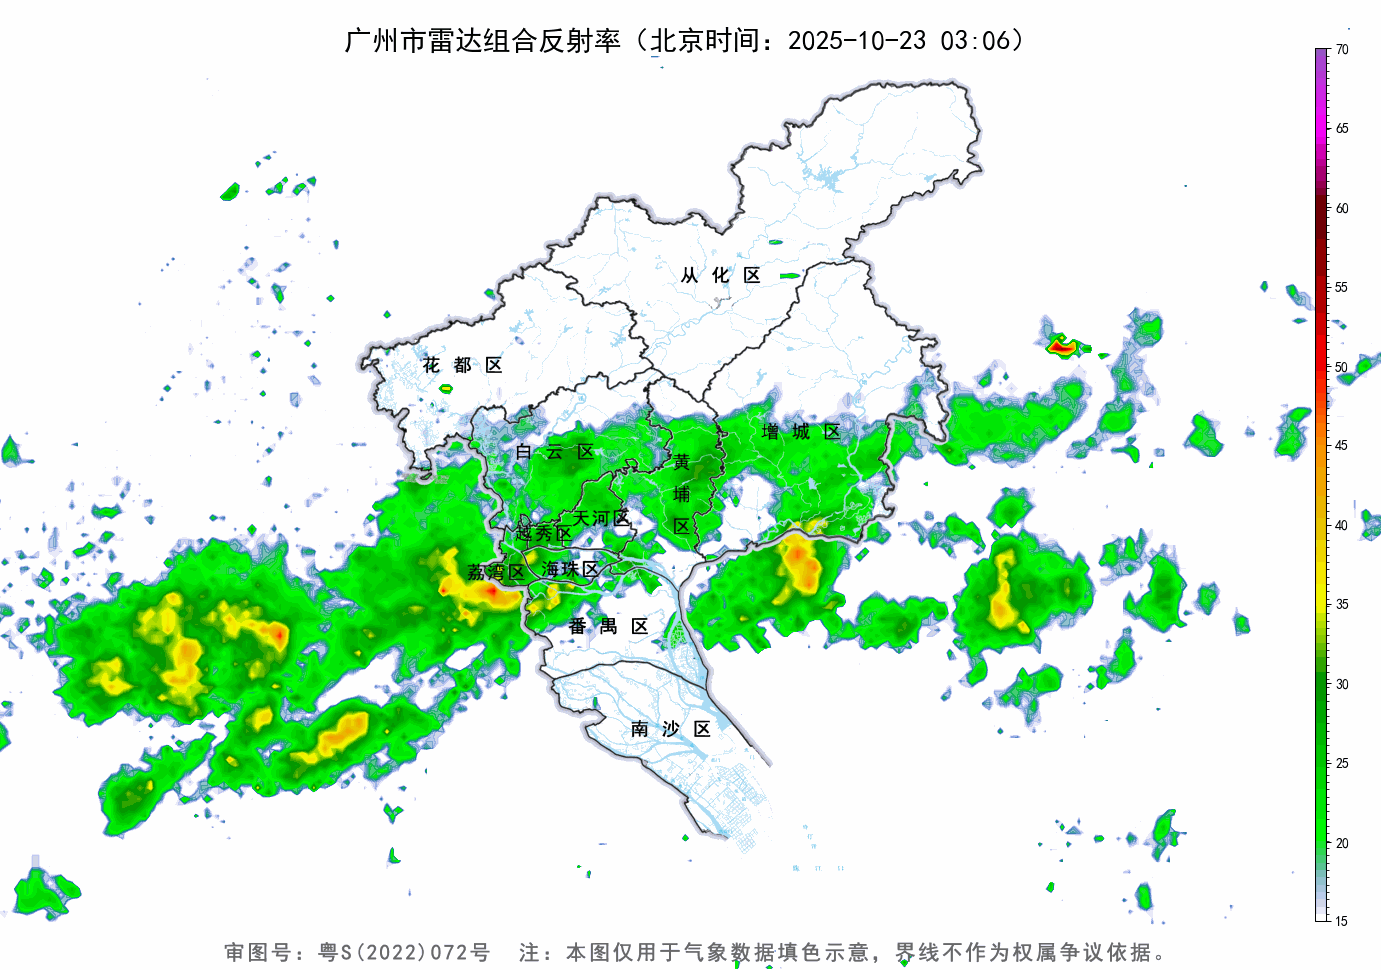 广州市雷达组合反射率（北京时间：2025-10-23 03:06）
70
65
60
55
50
45
40
35
30
25
20
15
从化区
花都区
增城区
白云区
黄埔区
天河区
越秀区
荔湾区
海珠区
番禺区
南沙区
审图号：粤S(2022)072号 注：本图仅用于气象数据填色示意，界线不作为权属争议依据。